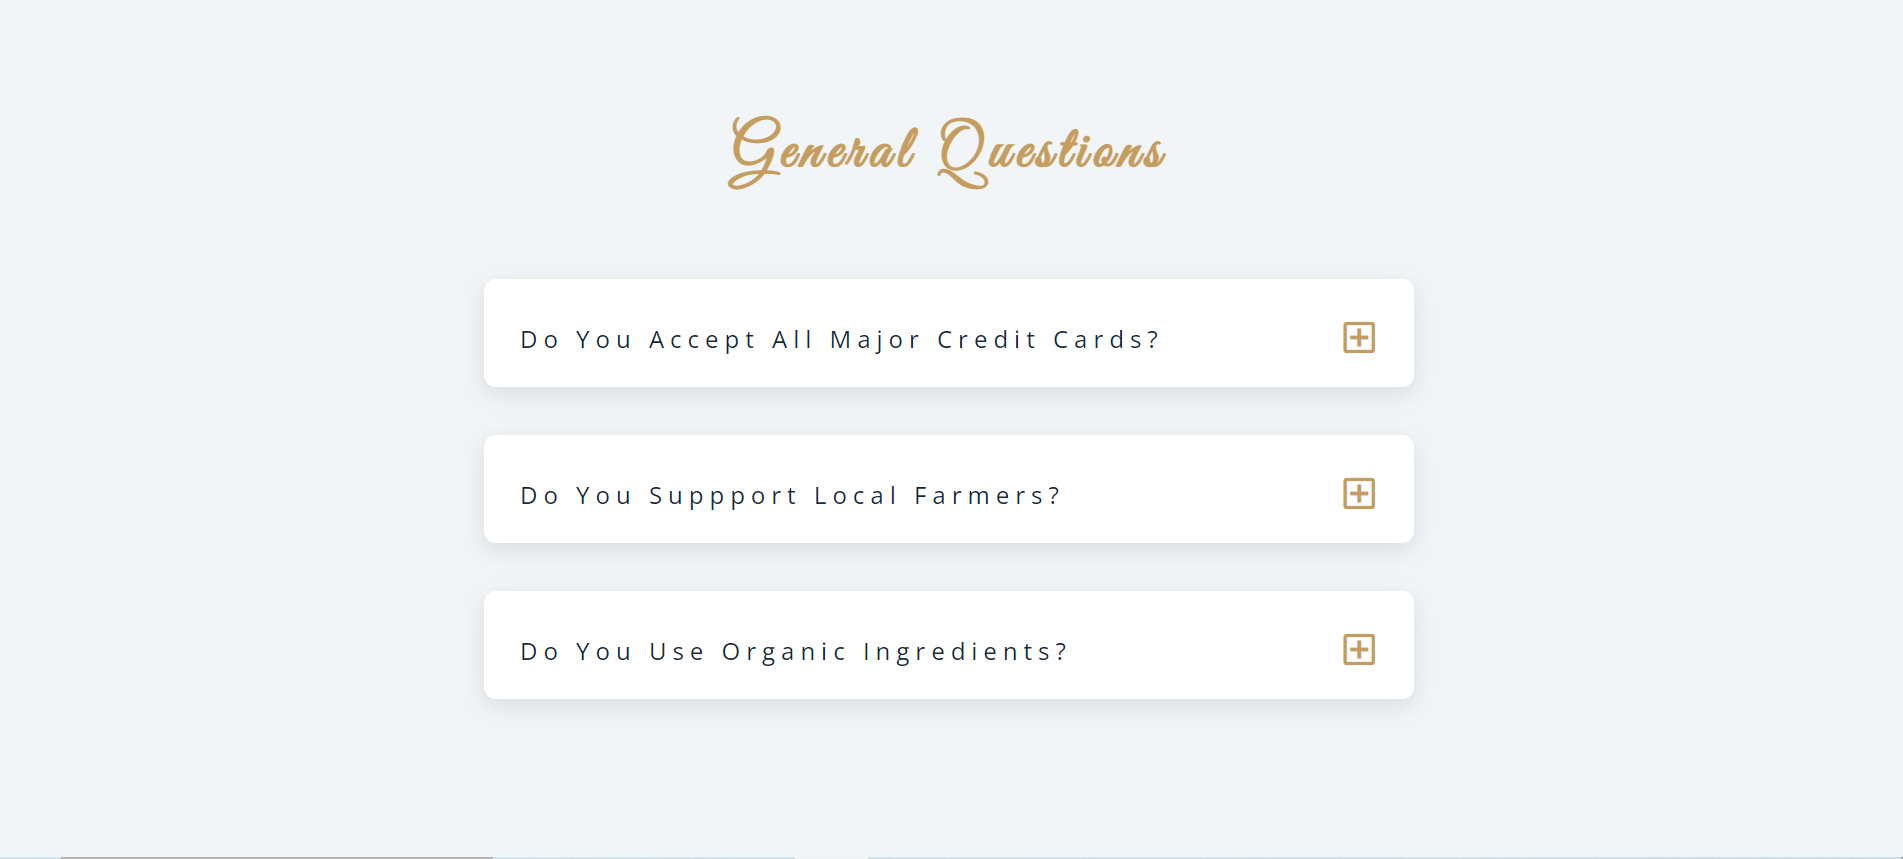 General Questions
Do You Accept All Major Credit Cards?
Do You Suppport Local Farmers?
Do You Use Organic Ingredients?